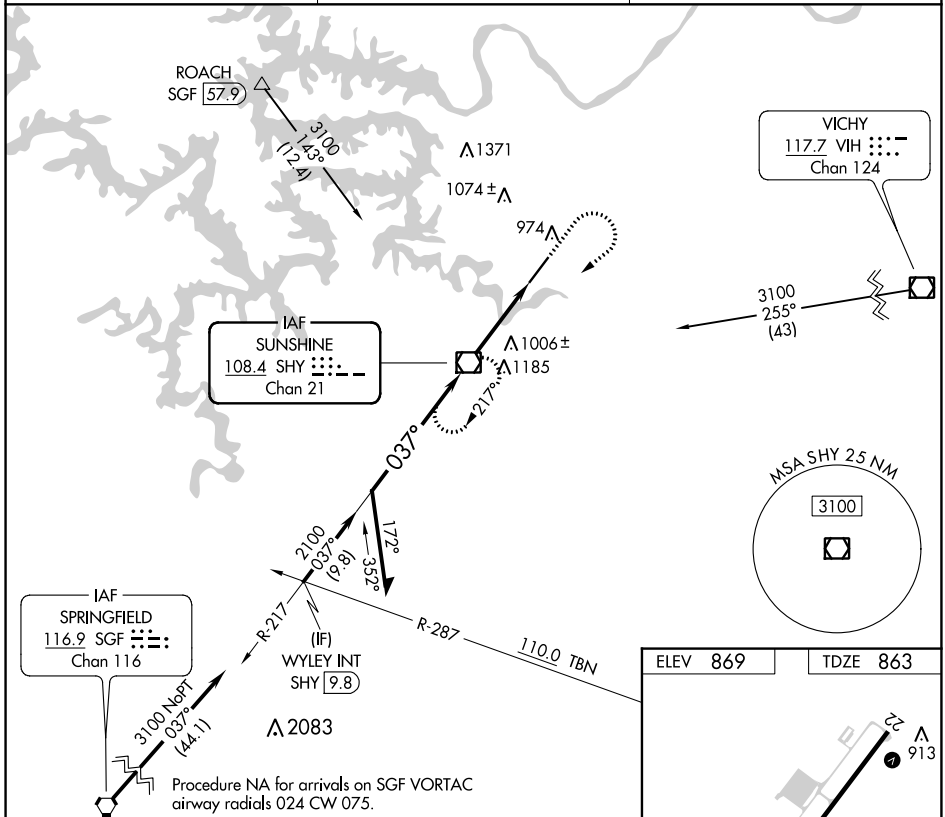 ROACH
SGF 57.9
3100
143°
(12.4)
1371
1074 ±
974
VICHY
117.7 VIH
Chan 124
3100
255°
(43)
IAF
SUNSHINE
108.4 SHY
Chan 21
1006 ±
1185
217°
037°
MSA SHY 25 NM
3100
172°
352°
2100
037°
(9.8)
IAF
SPRINGFIELD
116.9 SGF
Chan 116
R-217
(IF)
WYLEY INT
SHY 9.8
R-287
110.0 TBN
3100 NoPT
037°
(44.1)
2083
Procedure NA for arrivals on SGF VORTAC
airway radials 024 CW 075.
ELEV 869
TDZE 863
22
913
V